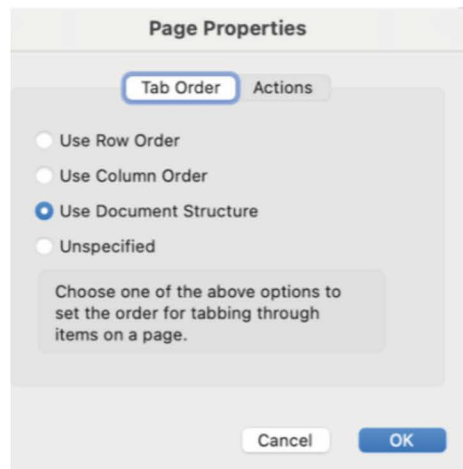 Page Properties
Tab Order Actions
Use Row Order
Use Column Order
Use Document Structure
Unspecified
Choose one of the above options to
set the order for tabbing through
items on a page.
Cancel OK